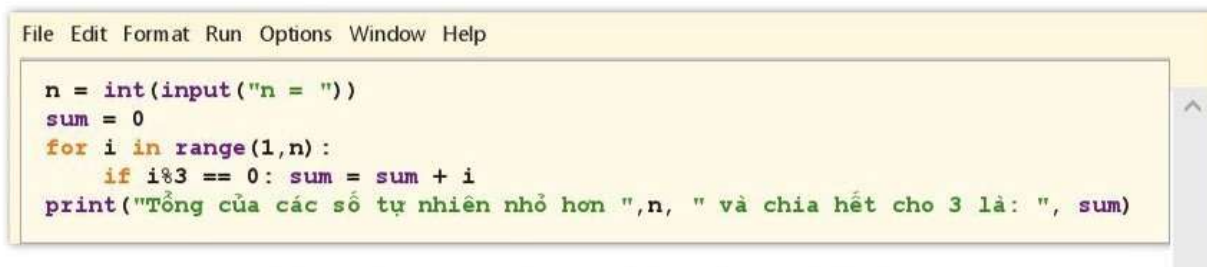 File Edit Format Run Options Window Help
n = int(input("n = "))
sum = 0
for i in range(1,n):
    if i%3 == 0: sum = sum + i
print("Tổng của các số tự nhiên nhỏ hơn ",n, " và chia hết cho 3 là: ", sum)